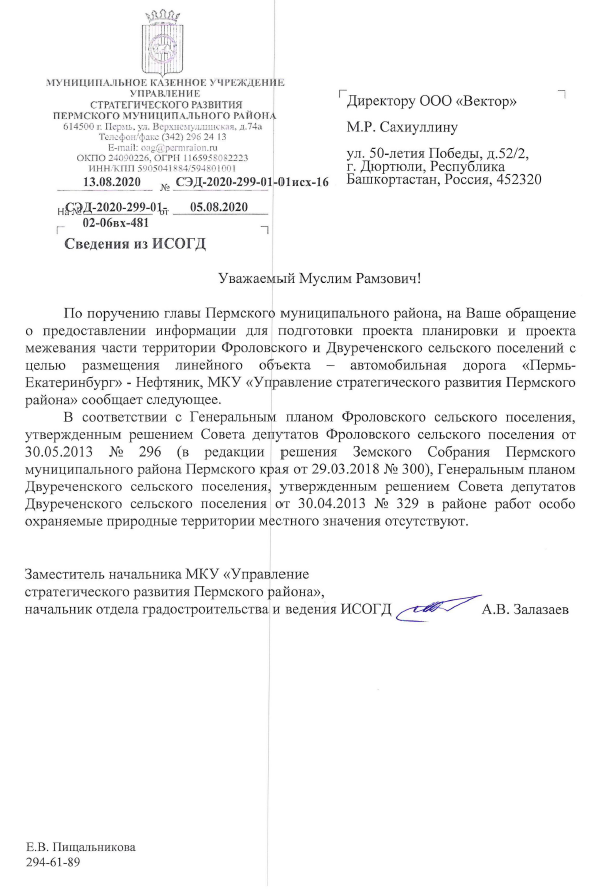 МУНИЦИПАЛЬНОЕ КАЗЕННОЕ УЧРЕЖДЕНИЕ
УПРАВЛЕНИЕ
СТРАТЕГИЧЕСКОГО РАЗВИТИЯ
ПЕРМСКОГО МУНИЦИПАЛЬНОГО РАЙОНА
614500 г. Пермь, ул. Верхнемуллинская, д.74а
Телефон/факс (342) 296 24 13
E-mail: oag@permraion.ru
ОКПО 24090226, ОГРН 1165958082223
ИНН/КПП 5905041884/594801001
13.08.2020 № СЭД-2020-299-01-01исх-16
На № СЭД-2020-299-01- от 05.08.2020
02-06вх-481
Сведения из ИСОГД
Директору ООО «Вектор»
М.Р. Сахиуллину
ул. 50-летия Победы, д.52/2,
г. Дюртюли, Республика
Башкортастан, Россия, 452320
Уважаемый Муслим Рамзович!
По поручению главы Пермского муниципального района, на Ваше обращение
о предоставлении информации для подготовки проекта планировки и проекта
межевания части территории Фроловского и Двуреченского сельского поселений с
целью размещения линейного объекта – автомобильная дорога «Пермь-
Екатеринбург» - Нефтяник, МКУ «Управление стратегического развития Пермского
района» сообщает следующее.
В соответствии с Генеральным планом Фроловского сельского поселения,
утвержденным решением Совета депутатов Фроловского сельского поселения от
30.05.2013 № 296 (в редакции решения Земского Собрания Пермского
муниципального района Пермского края от 29.03.2018 № 300), Генеральным планом
Двуреченского сельского поселения, утвержденным решением Совета депутатов
Двуреченского сельского поселения от 30.04.2013 № 329 в районе работ особо
охраняемые природные территории местного значения отсутствуют.
Заместитель начальника МКУ «Управление
стратегического развития Пермского района»,
начальник отдела градостроительства и ведения ИСОГД А.В. Залазаев
Е.В. Пищальникова
294-61-89